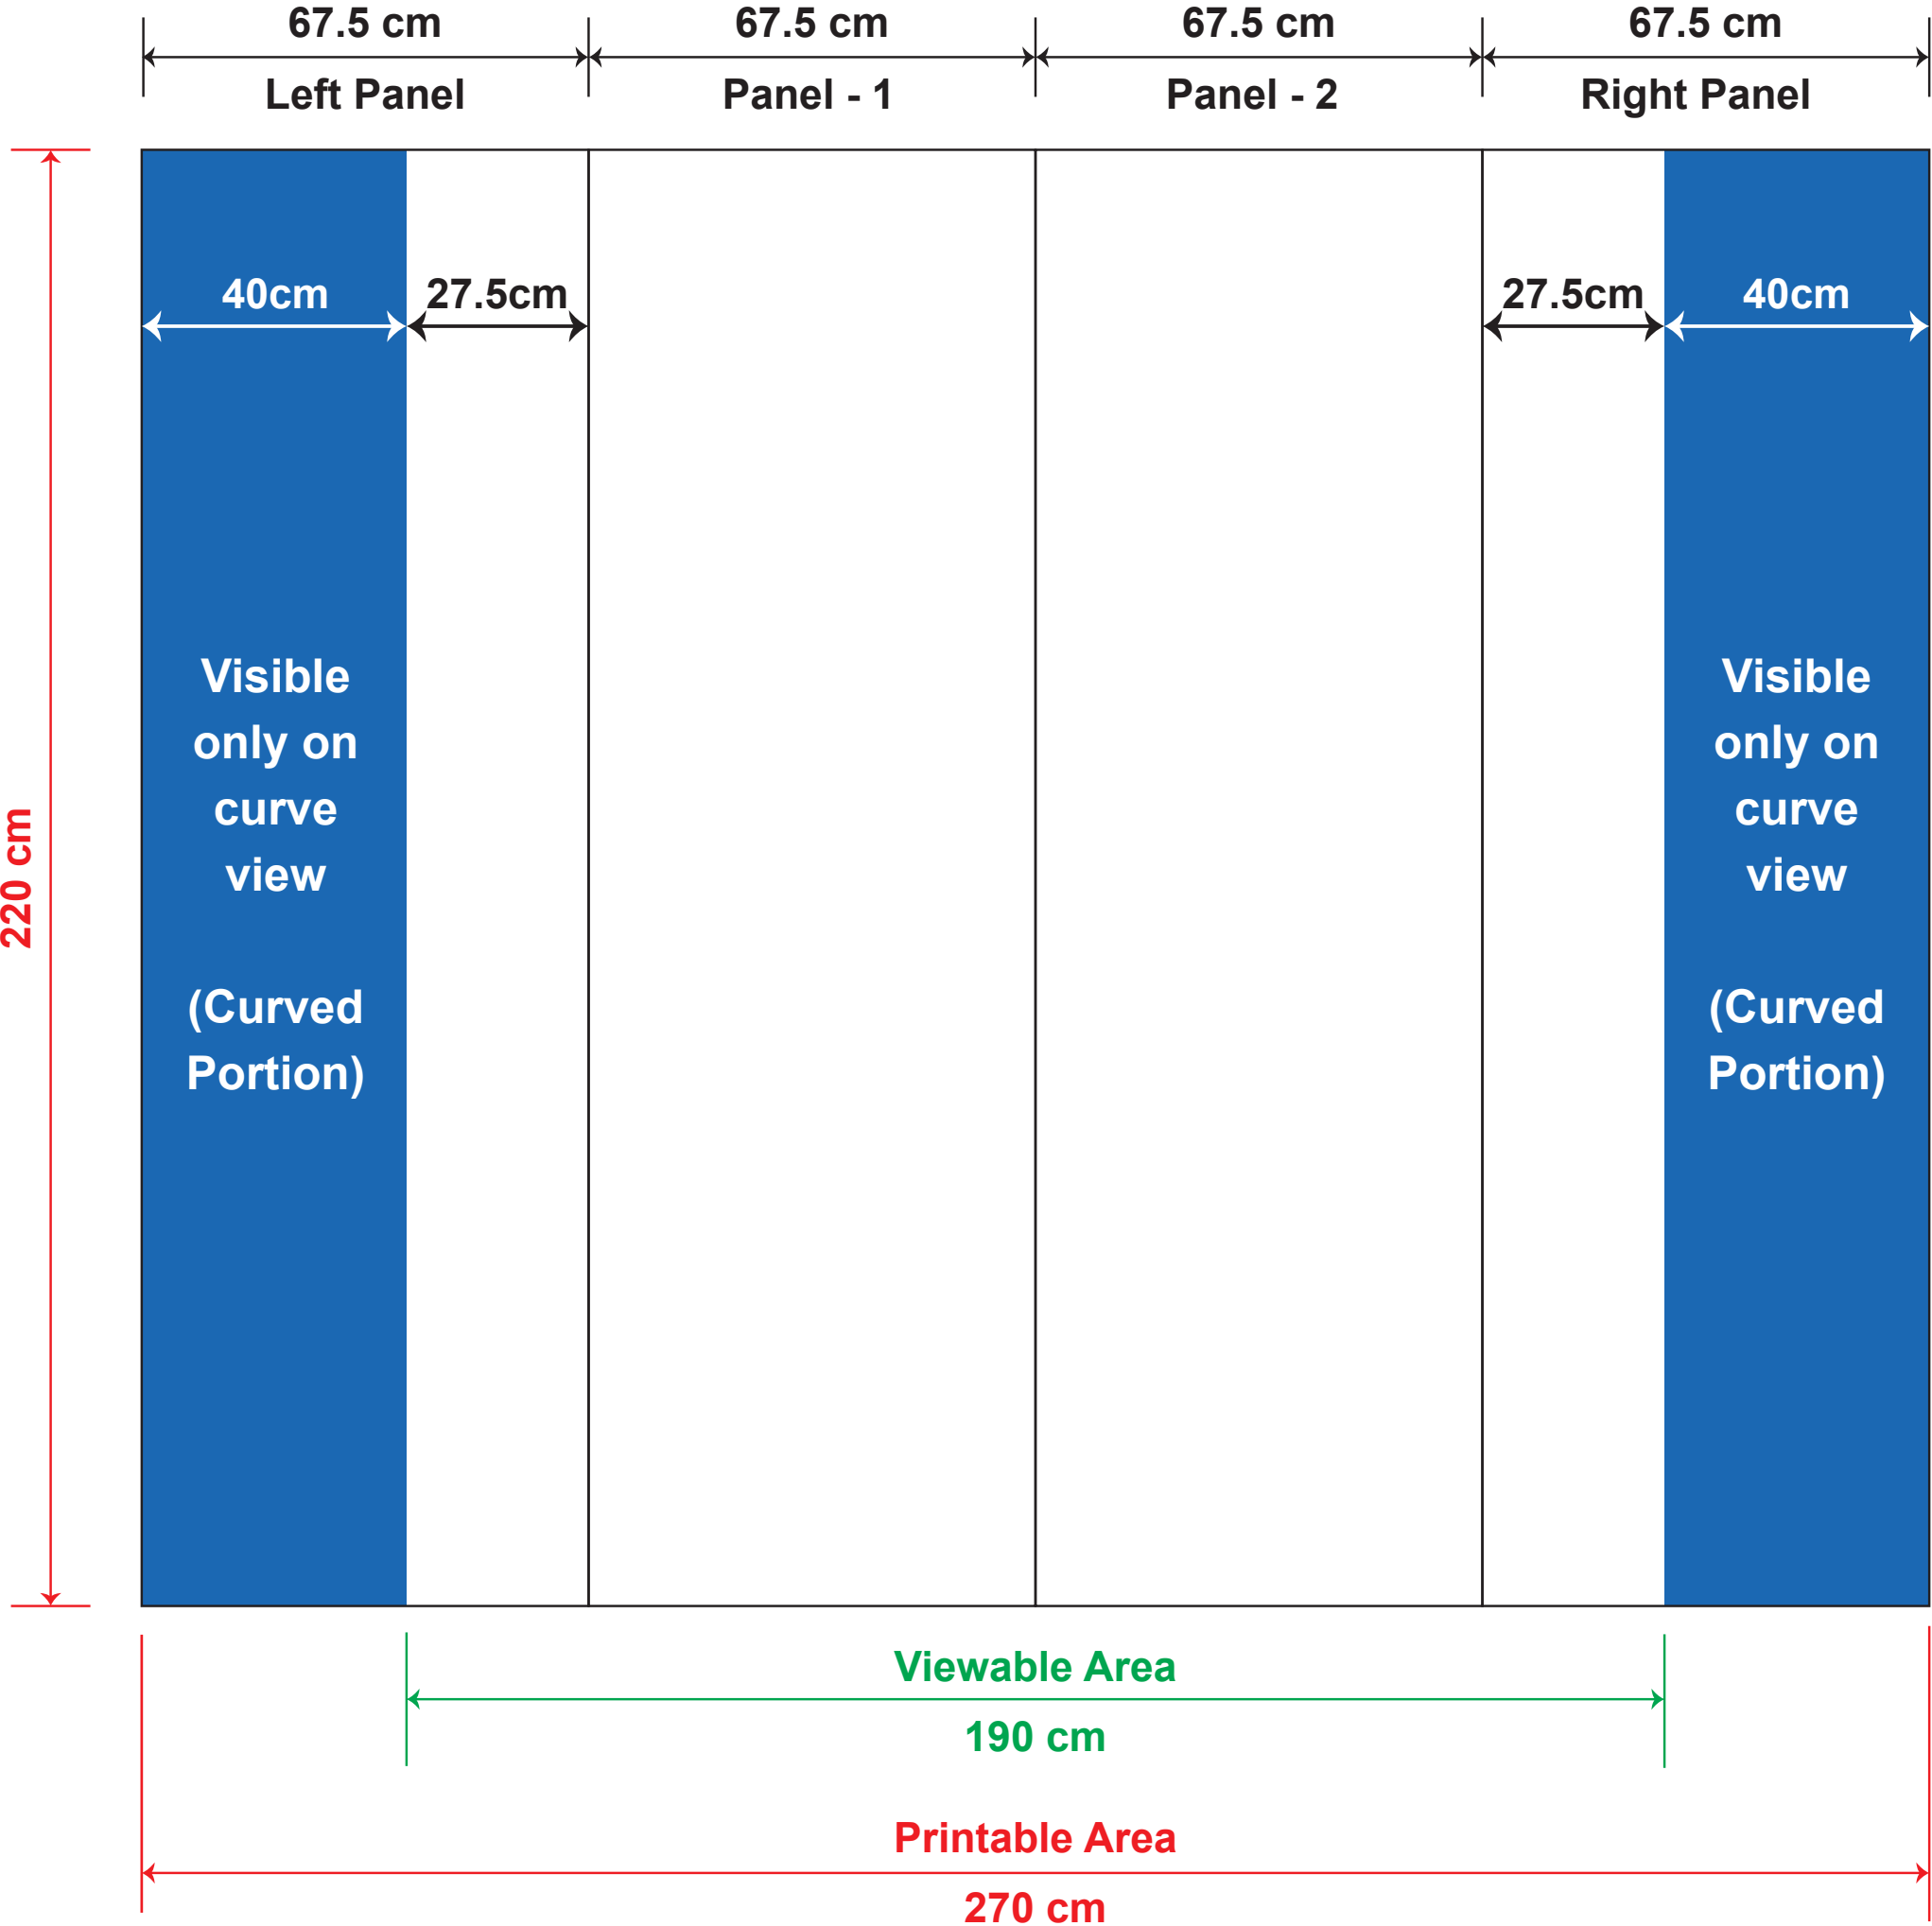 67.5 cm
67.5 cm
67.5 cm
67.5 cm
Left Panel
Panel - 1
Panel - 2
Right Panel
40cm
27.5cm
27.5cm
40cm
Visible
only on
curve
view
(Curved
Portion)
Visible
only on
curve
view
(Curved
Portion)
220 cm
Viewable Area
190 cm
Printable Area
270 cm